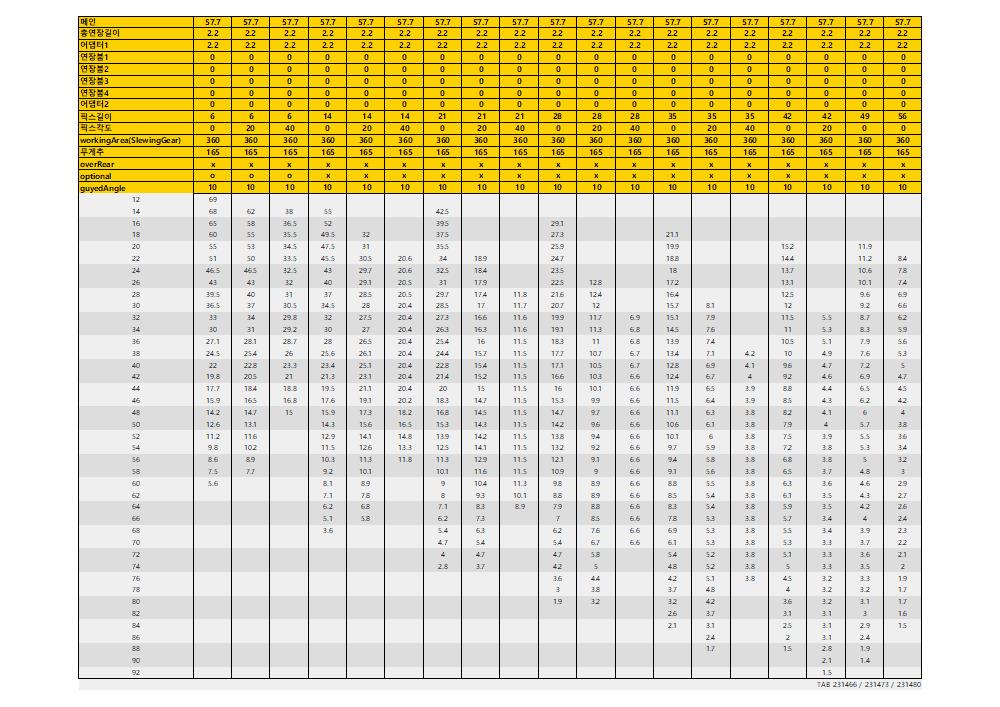 메인 57.7 57.7 57.7 57.7 57.7 57.7 57.7 57.7 57.7 57.7 57.7 57.7 57.7 57.7 57.7 57.7 57.7 57.7 57.7
총연장길이 2.2 2.2 2.2 2.2 2.2 2.2 2.2 2.2 2.2 2.2 2.2 2.2 2.2 2.2 2.2 2.2 2.2 2.2 2.2
어댑터1 2.2 2.2 2.2 2.2 2.2 2.2 2.2 2.2 2.2 2.2 2.2 2.2 2.2 2.2 2.2 2.2 2.2 2.2 2.2
연장붐1 0 0 0 0 0 0 0 0 0 0 0 0 0 0 0 0 0 0 0
연장붐2 0 0 0 0 0 0 0 0 0 0 0 0 0 0 0 0 0 0 0
연장붐3 0 0 0 0 0 0 0 0 0 0 0 0 0 0 0 0 0 0 0
연장붐4 0 0 0 0 0 0 0 0 0 0 0 0 0 0 0 0 0 0 0
어댑터2 0 0 0 0 0 0 0 0 0 0 0 0 0 0 0 0 0 0 0
픽스길이 6 6 6 14 14 14 21 21 21 28 28 28 35 35 35 42 42 49 56
픽스각도 0 20 40 0 20 40 0 20 40 0 20 40 0 20 40 0 20 0 0
workingArea(SlewingGear) 360 360 360 360 360 360 360 360 360 360 360 360 360 360 360 360 360 360 360
무게추 165 165 165 165 165 165 165 165 165 165 165 165 165 165 165 165 165 165 165
overRear x x x x x x x x x x x x x x x x x x x
optional o o o x x x x x x x x x x x x x x x x
guyedAngle 10 10 10 10 10 10 10 10 10 10 10 10 10 10 10 10 10 10 10
12 69
14 68 62 38 55 42.5
16 65 58 36.5 52 39.5 29.1
18 60 55 35.5 49.5 32 37.5 27.3 21.1
20 55 53 34.5 47.5 31 35.5 25.9 19.9 15.2 11.9
22 51 50 33.5 45.5 30.5 20.6 34 18.9 24.7 18.8 14.4 11.2 8.4
24 46.5 46.5 32.5 43 29.7 20.6 32.5 18.4 23.5 18 13.7 10.6 7.8
26 43 43 32 40 29.1 20.5 31 17.9 22.5 12.8 17.2 13.1 10.1 7.4
28 39.5 40 31 37 28.5 20.5 29.7 17.4 11.8 21.6 12.4 16.4 12.5 9.6 6.9
30 36.5 37 30.5 34.5 28 20.4 28.5 17 11.7 20.7 12 15.7 8.1 12 9.2 6.6
32 33 34 29.8 32 27.5 20.4 27.3 16.6 11.6 19.9 11.7 6.9 15.1 7.9 11.5 5.5 8.7 6.2
34 30 31 29.2 30 27 20.4 26.3 16.3 11.6 19.1 11.3 6.8 14.5 7.6 11 5.3 8.3 5.9
36 27.1 28.1 28.7 28 26.5 20.4 25.4 16 11.5 18.3 11 6.8 13.9 7.4 10.5 5.1 7.9 5.6
38 24.5 25.4 26 25.6 26.1 20.4 24.4 15.7 11.5 17.7 10.7 6.7 13.4 7.1 4.2 10 4.9 7.6 5.3
40 22 22.8 23.3 23.4 25.1 20.4 22.8 15.4 11.5 17.1 10.5 6.7 12.8 6.9 4.1 9.6 4.7 7.2 5
42 19.8 20.5 21 21.3 23.1 20.4 21.4 15.2 11.5 16.6 10.3 6.6 12.4 6.7 4 9.2 4.6 6.9 4.7
44 17.7 18.4 18.8 19.5 21.1 20.4 20 15 11.5 16 10.1 6.6 11.9 6.5 3.9 8.8 4.4 6.5 4.5
46 15.9 16.5 16.8 17.6 19.1 20.2 18.3 14.7 11.5 15.3 9.9 6.6 11.5 6.4 3.9 8.5 4.3 6.2 4.2
48 14.2 14.7 15 15.9 17.3 18.2 16.8 14.5 11.5 14.7 9.7 6.6 11.1 6.3 3.8 8.2 4.1 6 4
50 12.6 13.1 14.3 15.6 16.5 15.3 14.3 11.5 14.2 9.6 6.6 10.6 6.1 3.8 7.9 4 5.7 3.8
52 11.2 11.6 12.9 14.1 14.8 13.9 14.2 11.5 13.8 9.4 6.6 10.1 6 3.8 7.5 3.9 5.5 3.6
54 9.8 10.2 11.5 12.6 13.3 12.5 14.1 11.5 13.2 9.2 6.6 9.7 5.9 3.8 7.2 3.8 5.3 3.4
56 8.6 8.9 10.3 11.3 11.8 11.3 12.9 11.5 12.1 9.1 6.6 9.4 5.8 3.8 6.8 3.8 5 3.2
58 7.5 7.7 9.2 10.1 10.1 11.6 11.5 10.9 9 6.6 9.1 5.6 3.8 6.5 3.7 4.8 3
60 5.6 8.1 8.9 9 10.4 11.3 9.8 8.9 6.6 8.8 5.5 3.8 6.3 3.6 4.6 2.9
62 7.1 7.8 8 9.3 10.1 8.8 8.9 6.6 8.5 5.4 3.8 6.1 3.5 4.3 2.7
64 6.2 6.8 7.1 8.3 8.9 7.9 8.8 6.6 8.3 5.4 3.8 5.9 3.5 4.2 2.6
66 5.1 5.8 6.2 7.3 7 8.5 6.6 7.8 5.3 3.8 5.7 3.4 4 2.4
68 3.6 5.4 6.3 6.2 7.6 6.6 6.9 5.3 3.8 5.5 3.4 3.9 2.3
70 4.7 5.4 5.4 6.7 6.6 6.1 5.3 3.8 5.3 3.3 3.7 2.2
72 4 4.7 4.7 5.8 5.4 5.2 3.8 5.1 3.3 3.6 2.1
74 2.8 3.7 4.2 5 4.8 5.2 3.8 5 3.3 3.5 2
76 3.6 4.4 4.2 5.1 3.8 4.5 3.2 3.3 1.9
78 3 3.8 3.7 4.8 4 3.2 3.2 1.7
80 1.9 3.2 3.2 4.2 3.6 3.2 3.1 1.7
82 2.6 3.7 3.1 3.1 3 1.6
84 2.1 3.1 2.5 3.1 2.9 1.5
86 2.4 2 3.1 2.4
88 1.7 1.5 2.8 1.9
90 2.1 1.4
92 1.5
TAB 231466 / 231473 / 231480